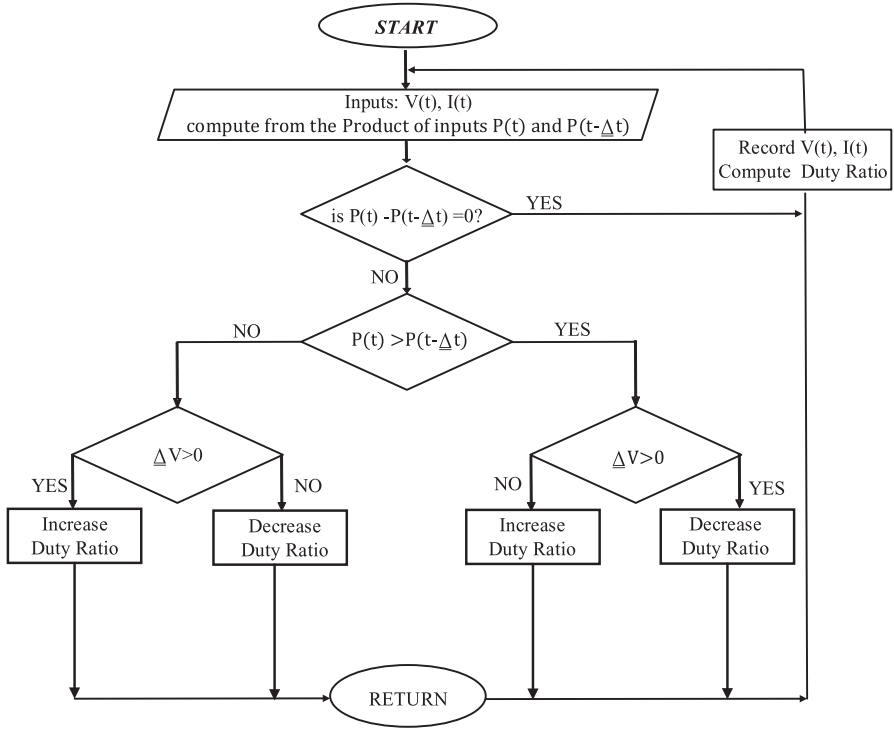 START
Inputs: V(t), I(t)
compute from the Product of inputs P(t) and P(t-Δt)
Record V(t), I(t)
Compute Duty Ratio
is P(t) -P(t-Δt) =0?
YES
NO
P(t) >P(t-Δt)
NO
YES
ΔV>0
ΔV>0
YES
NO
NO
YES
Increase
Duty Ratio
Decrease
Duty Ratio
Increase
Duty Ratio
Decrease
Duty Ratio
RETURN